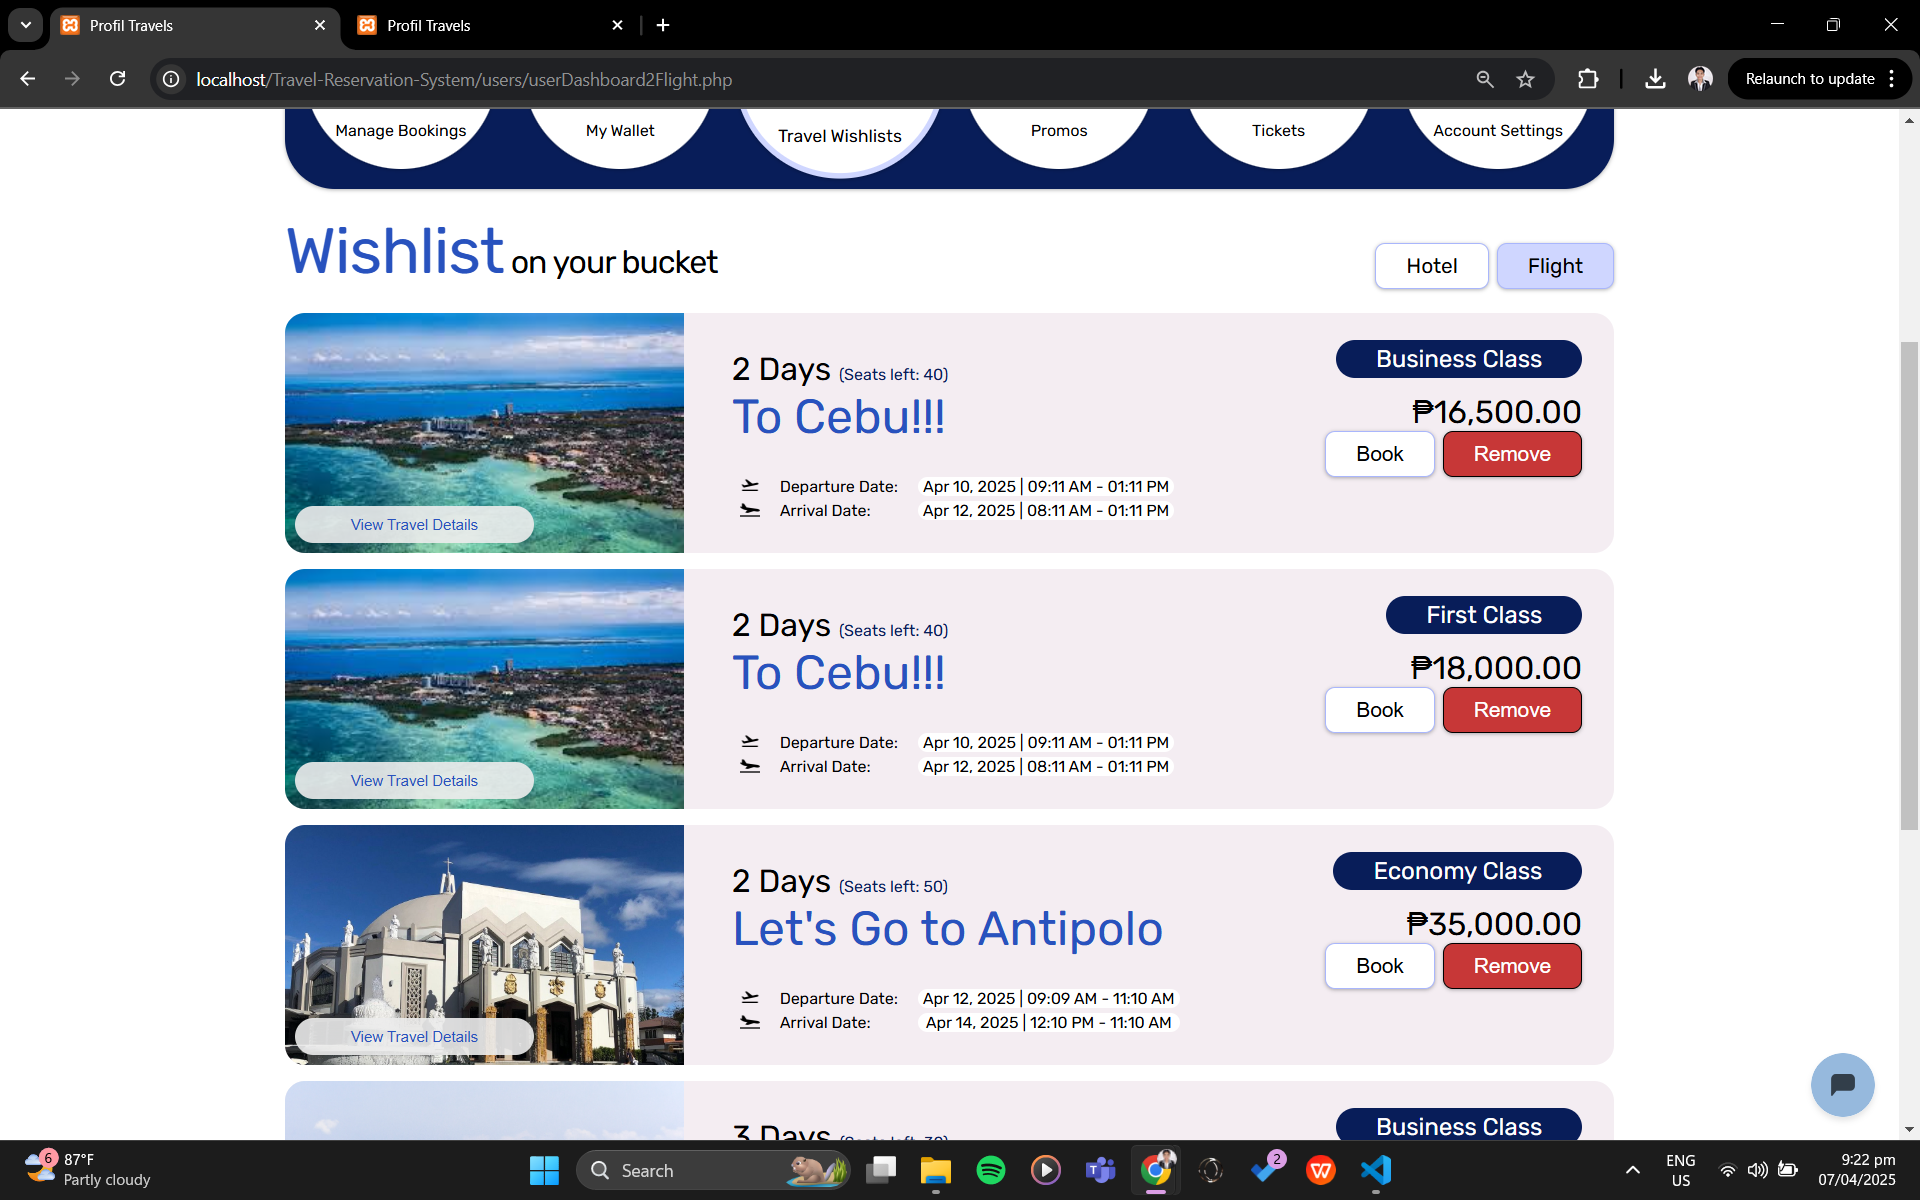 Profil Travels
Profil Travels
localhost/Travel-Reservation-System/users/userDashboard2Flight.php
Relaunch to update
Manage Bookings
My Wallet
Travel Wishlists
Promos
Tickets
Account Settings
Wishlist on your bucket
Hotel
Flight
2 Days (Seats left: 40)
To Cebu!!!
Departure Date: Apr 10, 2025 | 09:11 AM - 01:11 PM
Arrival Date: Apr 12, 2025 | 08:11 AM - 01:11 PM
View Travel Details
Business Class
₱16,500.00
Book
Remove
2 Days (Seats left: 40)
To Cebu!!!
Departure Date: Apr 10, 2025 | 09:11 AM - 01:11 PM
Arrival Date: Apr 12, 2025 | 08:11 AM - 01:11 PM
View Travel Details
First Class
₱18,000.00
Book
Remove
2 Days (Seats left: 50)
Let's Go to Antipolo
Departure Date: Apr 12, 2025 | 09:09 AM - 11:10 AM
Arrival Date: Apr 14, 2025 | 12:10 PM - 11:10 AM
View Travel Details
Economy Class
₱35,000.00
Book
Remove
3 Days
Business Class
6
87°F
Partly cloudy
Search
2
ENG
US
9:22 pm
07/04/2025